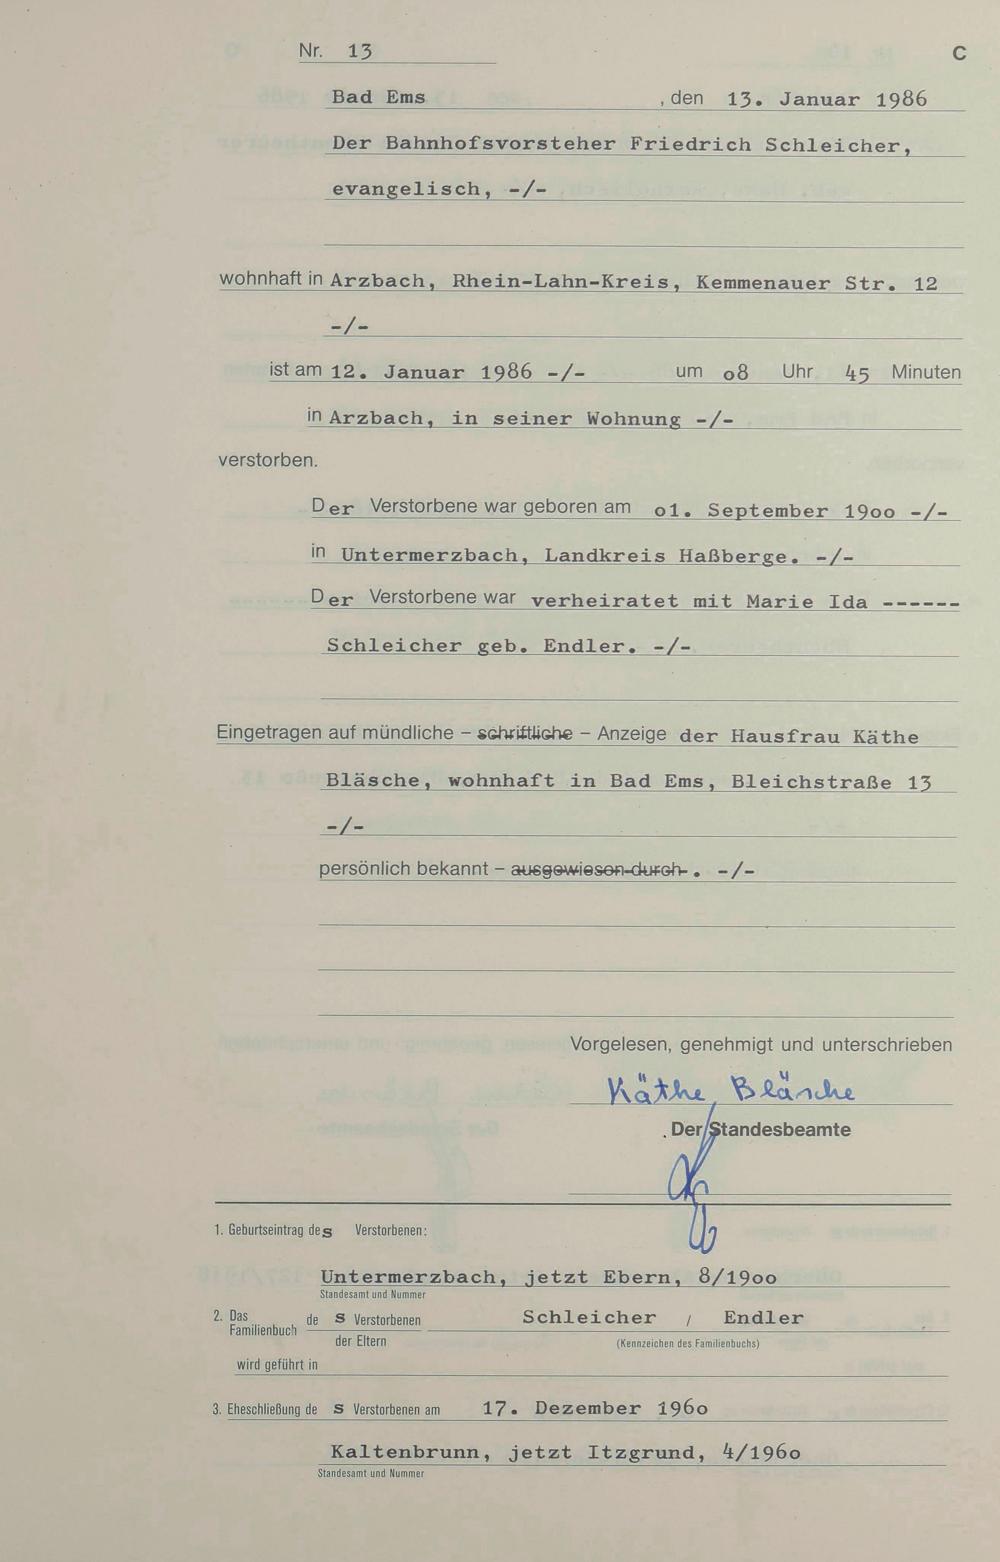 Nr. 13 C
Bad Ems , den 13. Januar 1986
Der Bahnhofsvorsteher Friedrich Schleicher,
evangelisch, -/-
wohnhaft in Arzbach, Rhein-Lahn-Kreis, Kemmenauer Str. 12
-/-
ist am 12. Januar 1986 -/- um o8 Uhr 45 Minuten
in Arzbach, in seiner Wohnung -/-
verstorben.
Der Verstorbene war geboren am o1. September 19oo -/-
in Untermerzbach, Landkreis Haßberge. -/-
Der Verstorbene war verheiratet mit Marie Ida ------
Schleicher geb. Endler. -/-
Eingetragen auf mündliche – schriftliche – Anzeige der Hausfrau Käthe
Bläsche, wohnhaft in Bad Ems, Bleichstraße 13
-/-
persönlich bekannt – ausgewiesen durch . -/-
Vorgelesen, genehmigt und unterschrieben
Käthe Bläsche
Der Standesbeamte
1. Geburtseintrag des Verstorbenen:
Untermerzbach, jetzt Ebern, 8/19oo
Standesamt und Nummer
2. Das Familienbuch des Verstorbenen Schleicher / Endler
der Eltern (Kennzeichen des Familienbuchs)
wird geführt in
3. Eheschließung des Verstorbenen am 17. Dezember 196o
Kaltenbrunn, jetzt Itzgrund, 4/196o
Standesamt und Nummer